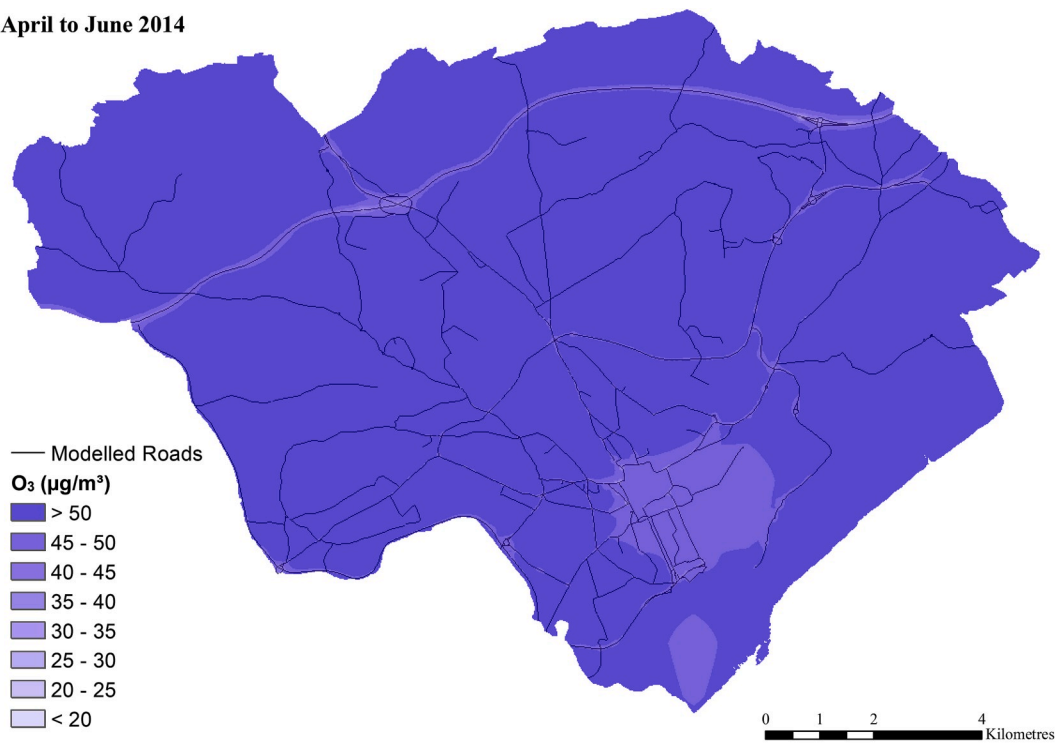 April to June 2014
Modelled Roads
O₃ (µg/m³)
> 50
45 - 50
40 - 45
35 - 40
30 - 35
25 - 30
20 - 25
< 20
0 1 2 4
Kilometres